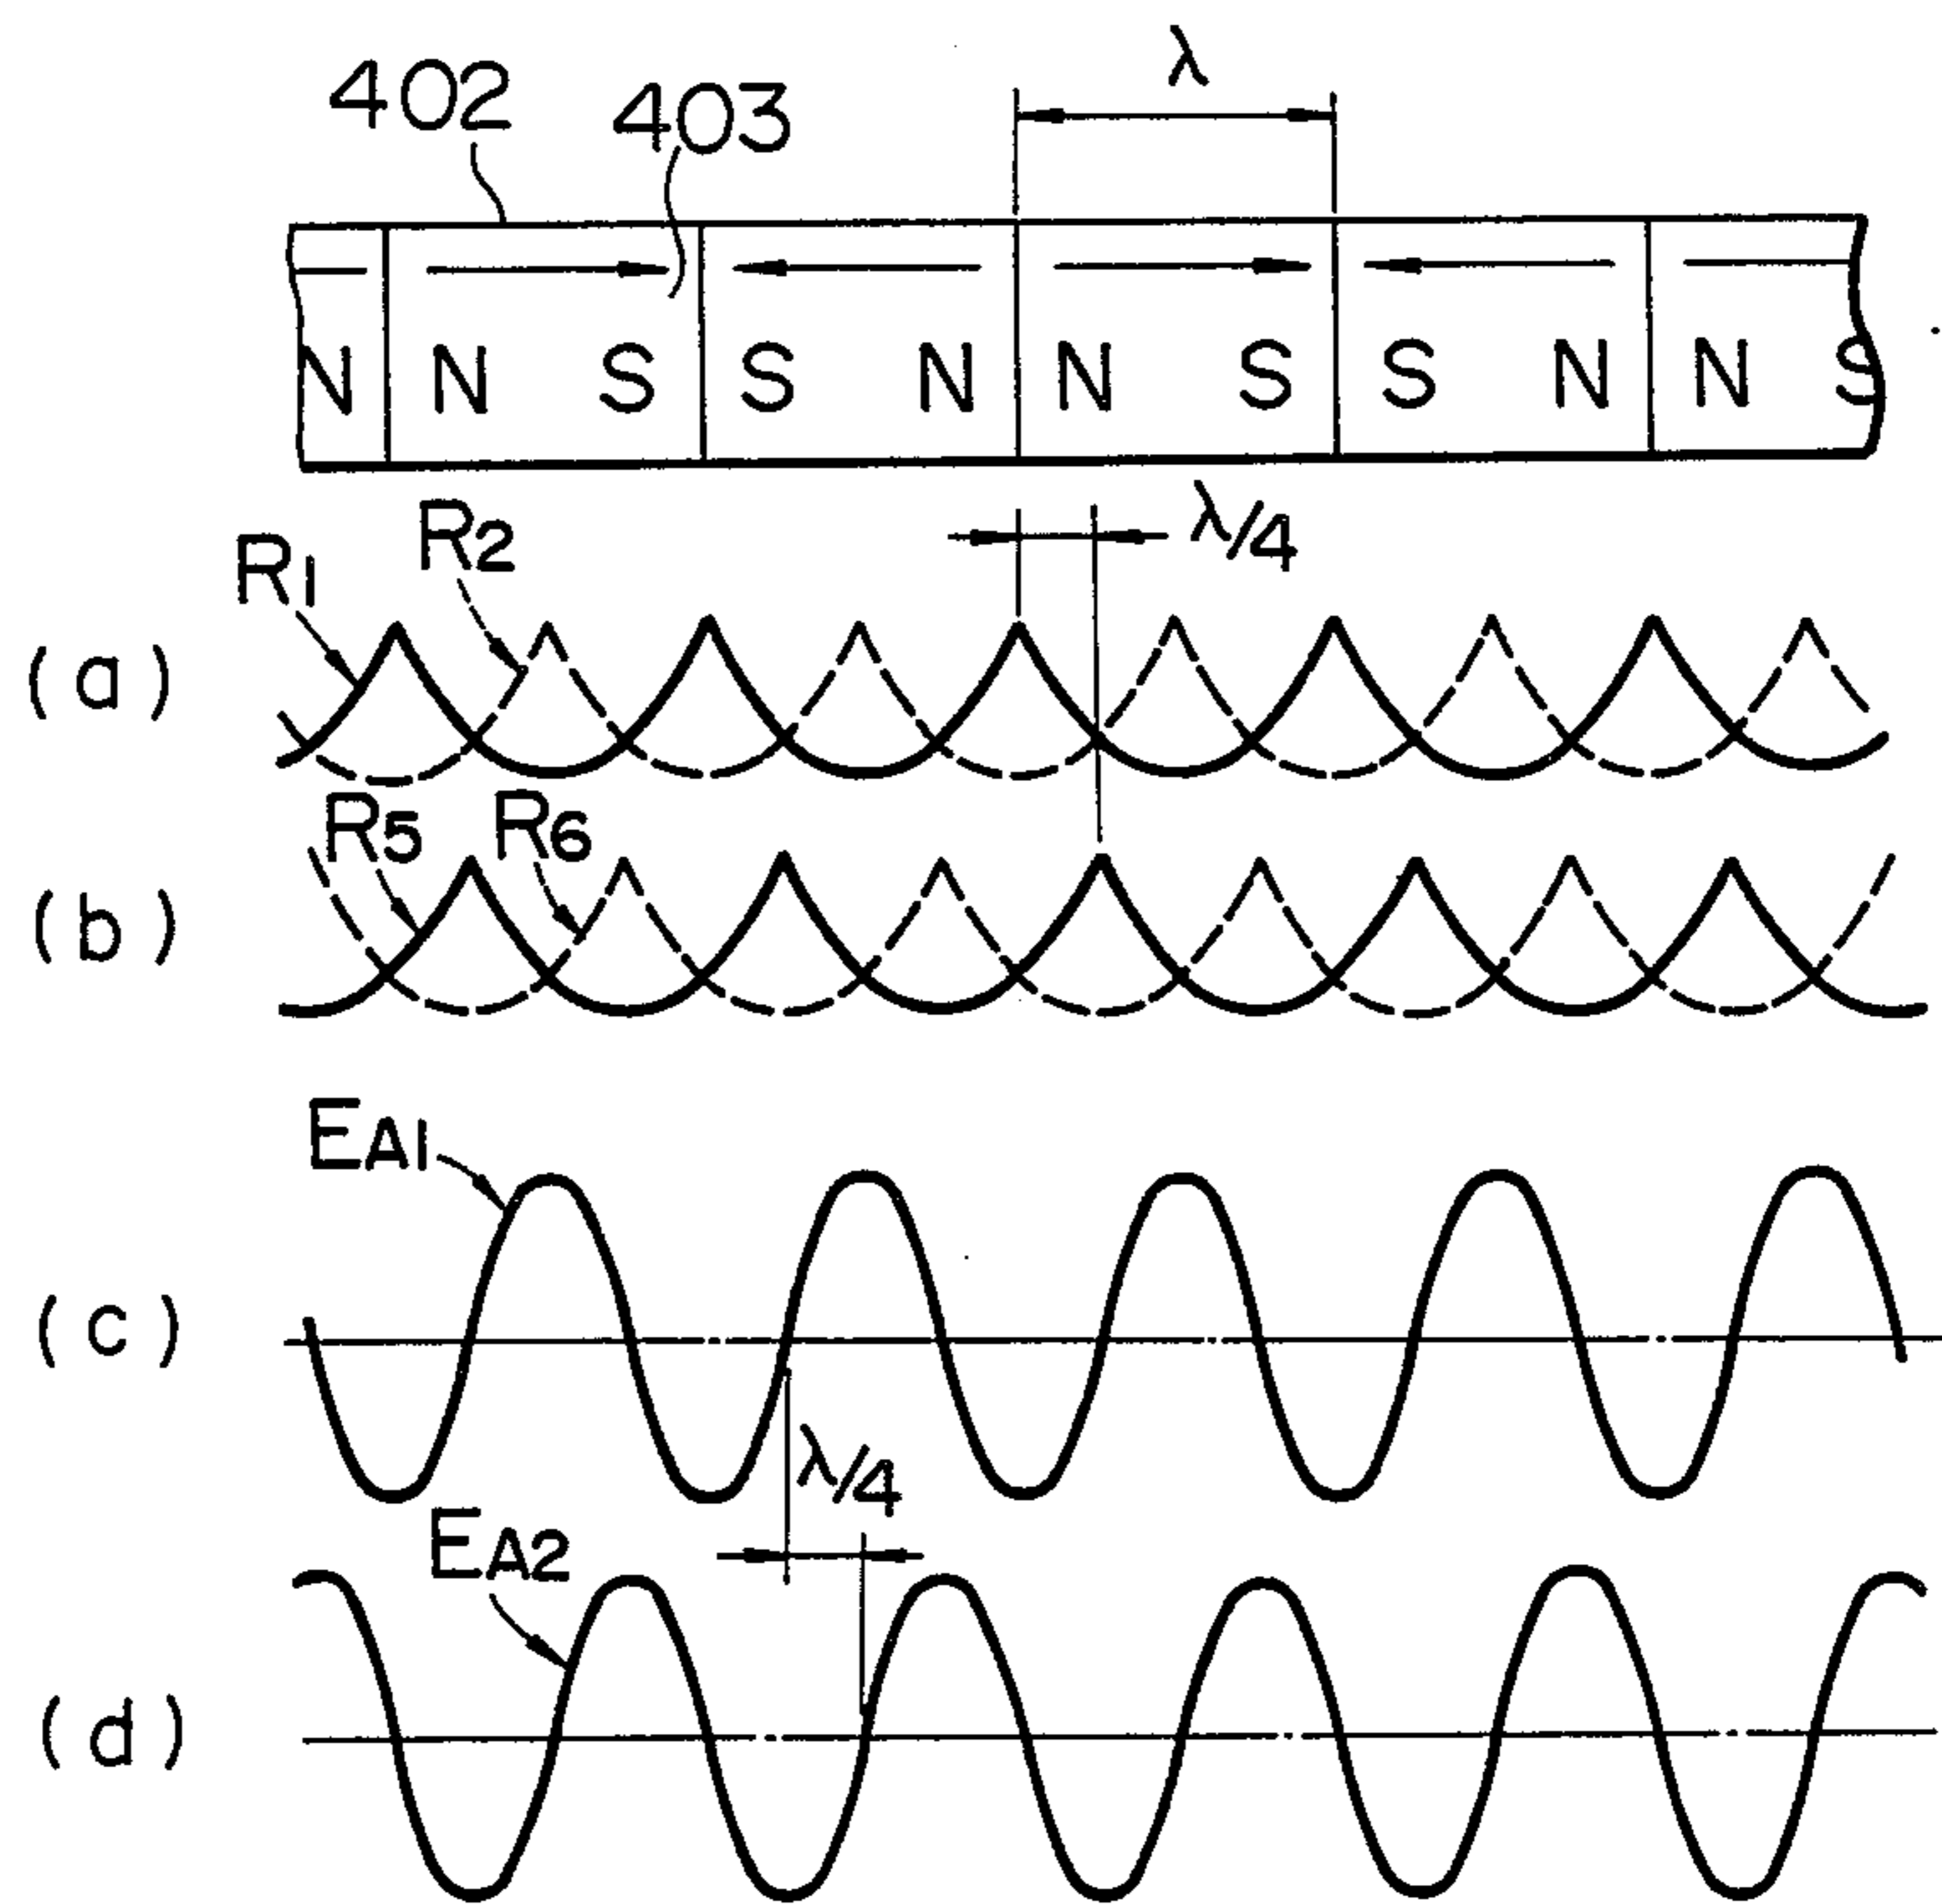 λ
402
403
N N S S N N S S N N S
λ/4
R1
R2
(a)
R5
R6
(b)
EA1
(c)
λ/4
EA2
(d)